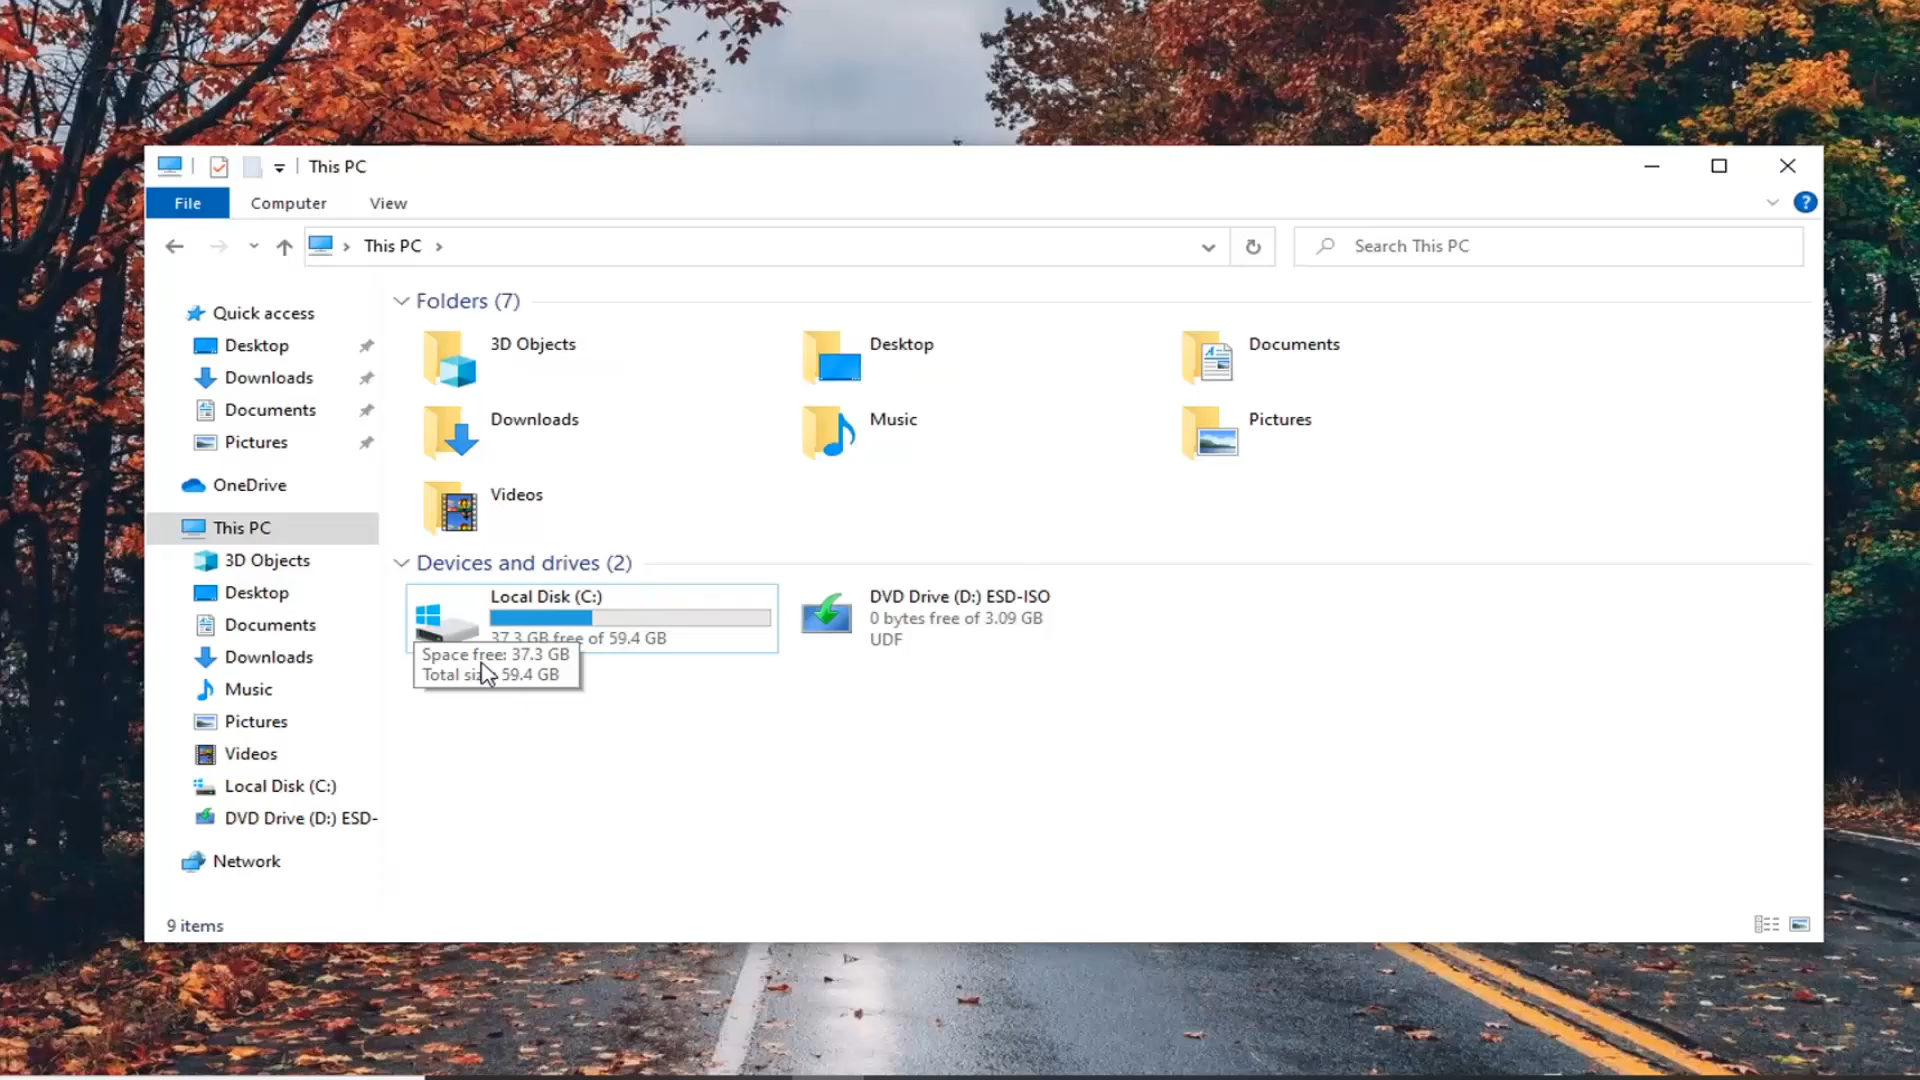 This PC
File
Computer
View
?
This PC
Search This PC
Quick access
Desktop
Downloads
Documents
Pictures
OneDrive
This PC
3D Objects
Desktop
Documents
Downloads
Music
Pictures
Videos
Local Disk (C:)
DVD Drive (D:) ESD-
Network
Folders (7)
3D Objects
Desktop
Documents
Downloads
Music
Pictures
Videos
Devices and drives (2)
Local Disk (C:)
37.3 GB free of 59.4 GB
Space free: 37.3 GB
Total size: 59.4 GB
DVD Drive (D:) ESD-ISO
0 bytes free of 3.09 GB
UDF
9 items